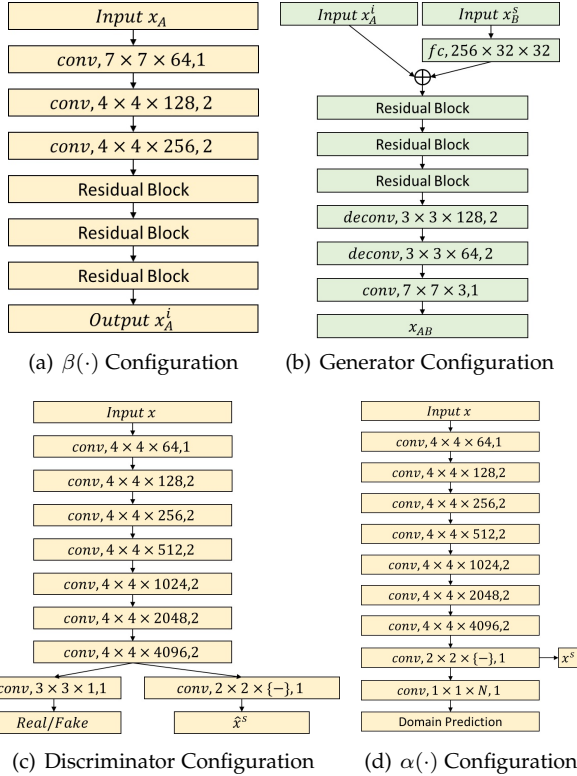 Input x_A
conv, 7 × 7 × 64,1
conv, 4 × 4 × 128, 2
conv, 4 × 4 × 256, 2
Residual Block
Residual Block
Residual Block
Output x_A^i
(a) β(·) Configuration
Input x_A^i
Input x_B^s
fc, 256 × 32 × 32
⊕
Residual Block
Residual Block
Residual Block
deconv, 3 × 3 × 128, 2
deconv, 3 × 3 × 64, 2
conv, 7 × 7 × 3,1
x_AB
(b) Generator Configuration
Input x
conv, 4 × 4 × 64,1
conv, 4 × 4 × 128,2
conv, 4 × 4 × 256,2
conv, 4 × 4 × 512,2
conv, 4 × 4 × 1024,2
conv, 4 × 4 × 2048,2
conv, 4 × 4 × 4096,2
conv, 3 × 3 × 1,1
conv, 2 × 2 × {−}, 1
Real/Fake
x̂^s
(c) Discriminator Configuration
Input x
conv, 4 × 4 × 64,1
conv, 4 × 4 × 128,2
conv, 4 × 4 × 256,2
conv, 4 × 4 × 512,2
conv, 4 × 4 × 1024,2
conv, 4 × 4 × 2048,2
conv, 4 × 4 × 4096,2
conv, 2 × 2 × {−}, 1
x^s
conv, 1 × 1 × N, 1
Domain Prediction
(d) α(·) Configuration